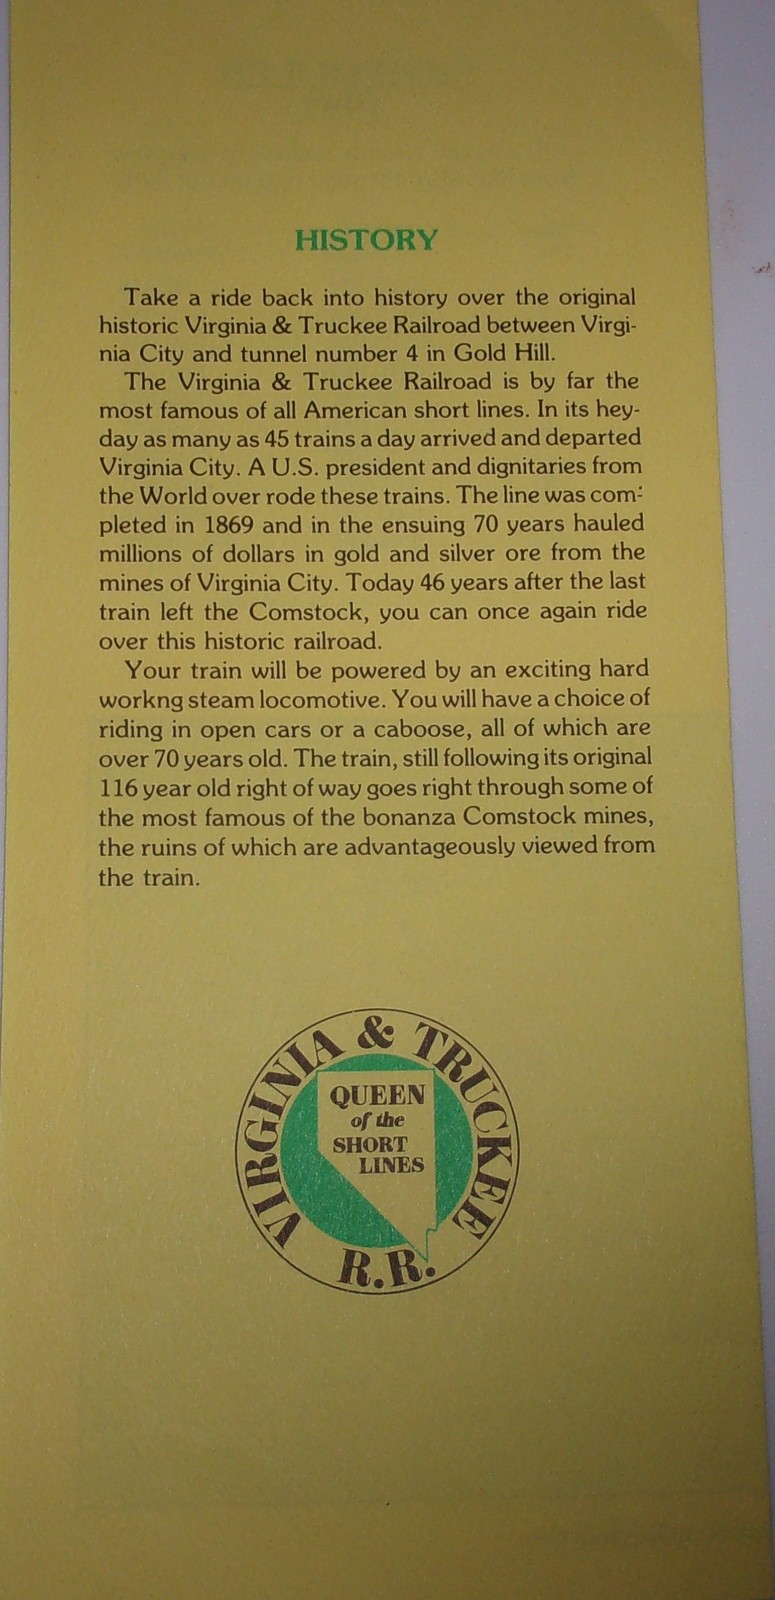 HISTORY
Take a ride back into history over the original
historic Virginia & Truckee Railroad between Virgi-
nia City and tunnel number 4 in Gold Hill.
The Virginia & Truckee Railroad is by far the
most famous of all American short lines. In its hey-
day as many as 45 trains a day arrived and departed
Virginia City. A U.S. president and dignitaries from
the World over rode these trains. The line was com-
pleted in 1869 and in the ensuing 70 years hauled
millions of dollars in gold and silver ore from the
mines of Virginia City. Today 46 years after the last
train left the Comstock, you can once again ride
over this historic railroad.
Your train will be powered by an exciting hard
workng steam locomotive. You will have a choice of
riding in open cars or a caboose, all of which are
over 70 years old. The train, still following its original
116 year old right of way goes right through some of
the most famous of the bonanza Comstock mines,
the ruins of which are advantageously viewed from
the train.
VIRGINIA & TRUCKEE
QUEEN
of the
SHORT
LINES
R.R.